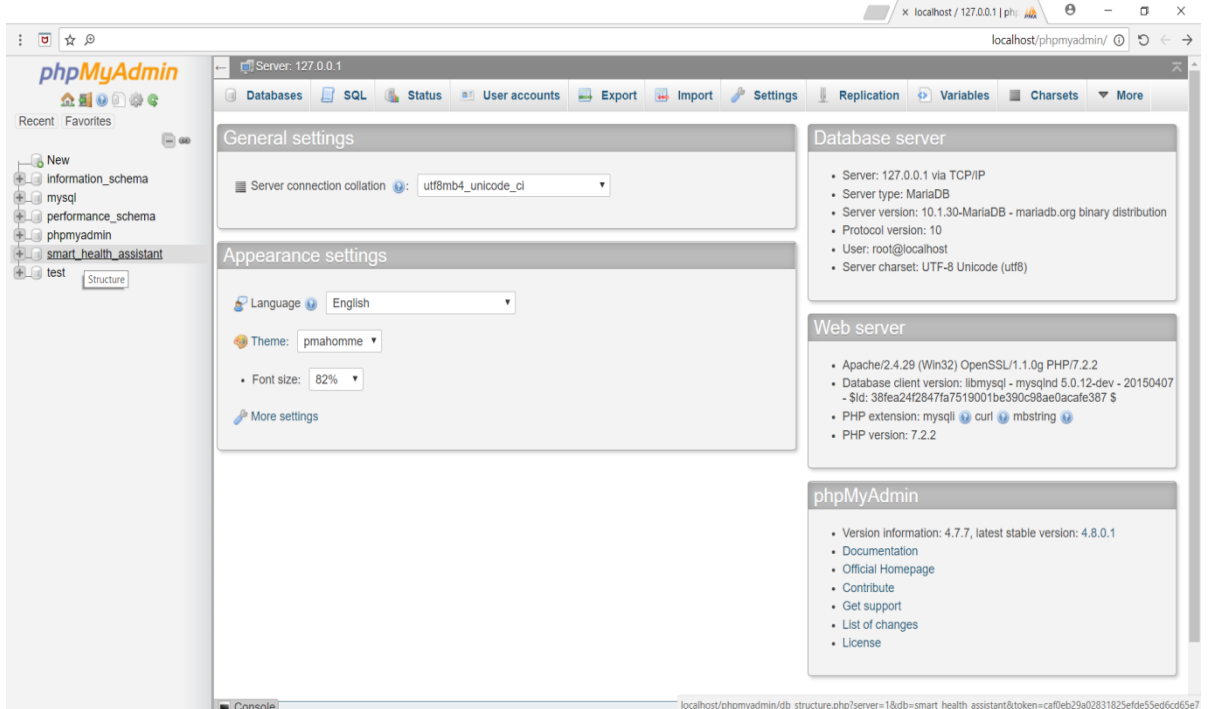 localhost / 127.0.0.1 | php
localhost/phpmyadmin/
phpMyAdmin
Recent Favorites
New
information_schema
mysql
performance_schema
phpmyadmin
smart_health_assistant
test
Structure
Server: 127.0.0.1
Databases SQL Status User accounts Export Import Settings Replication Variables Charsets More
General settings
Server connection collation : utf8mb4_unicode_ci
Appearance settings
Language English
Theme: pmahomme
• Font size: 82%
More settings
Database server
• Server: 127.0.0.1 via TCP/IP
• Server type: MariaDB
• Server version: 10.1.30-MariaDB - mariadb.org binary distribution
• Protocol version: 10
• User: root@localhost
• Server charset: UTF-8 Unicode (utf8)
Web server
• Apache/2.4.29 (Win32) OpenSSL/1.1.0g PHP/7.2.2
• Database client version: libmysql - mysqlnd 5.0.12-dev - 20150407
- $Id: 38fea24f2847fa7519001be390c98ae0acafe387 $
• PHP extension: mysqli curl mbstring
• PHP version: 7.2.2
phpMyAdmin
• Version information: 4.7.7, latest stable version: 4.8.0.1
• Documentation
• Official Homepage
• Contribute
• Get support
• List of changes
• License
Console
localhost/phpmyadmin/db_structure.php?server=1&db=smart_health_assistant&token=caf0eb29a02831825efde55ed6cd65e7